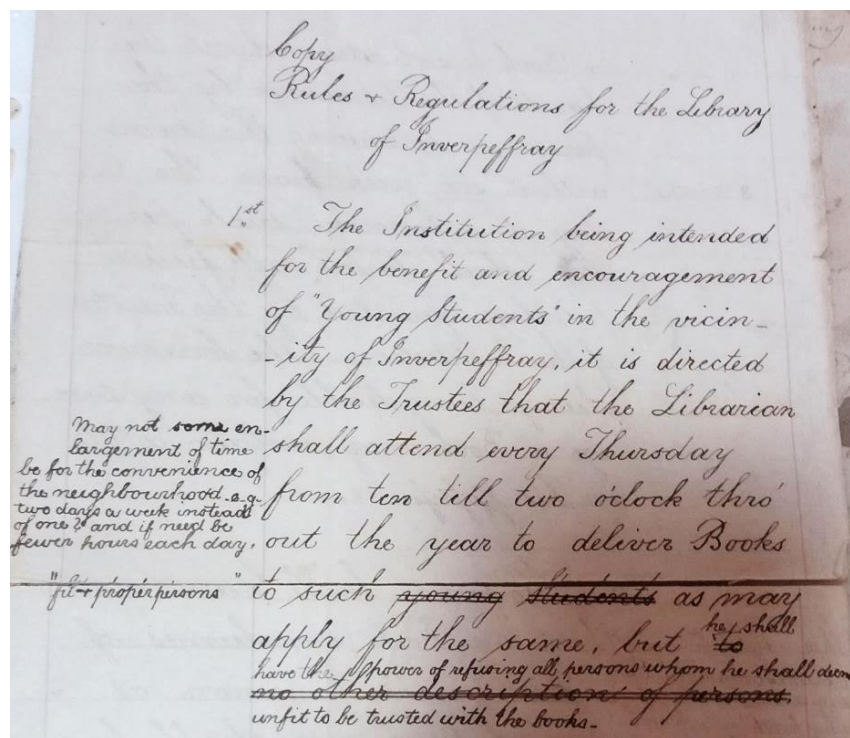 Copy
Rules + Regulations for the Library
of Inverpeffray
1st The Institution being intended
for the benefit and encouragement
of "Young Students" in the vicin-
-ity of Inverpeffray, it is directed
by the Trustees that the Librarian
shall attend every Thursday
from ten till two o'clock thro'
out the year to deliver Books
May not some en-
largement of time
be for the convenience of
the neighbourhood - e.g.
two days a week instead
of one? and if need be
fewer hours each day.
"fit + proper persons"
to such young students as may
he shall
apply for the same, but to
have the power of refusing all persons whom he shall deem
no other description of persons.
unfit to be trusted with the books.-